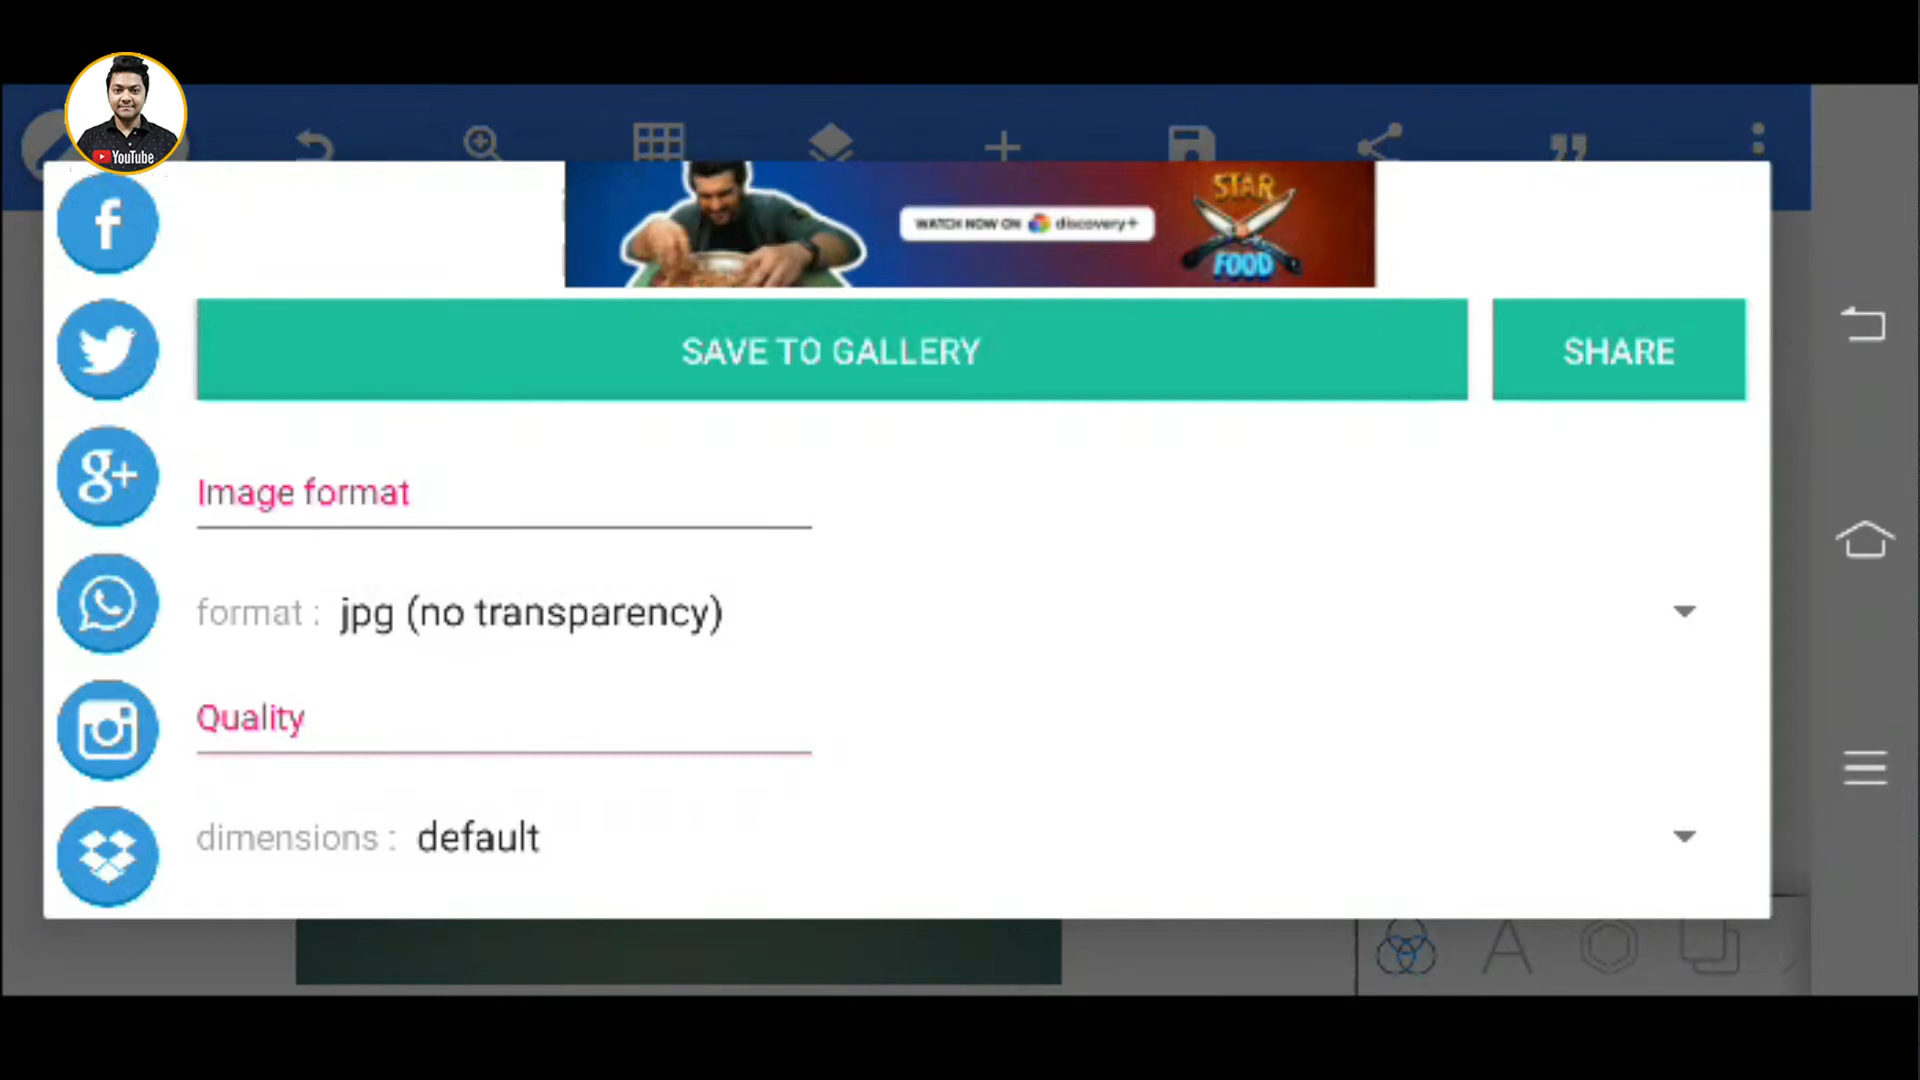 YouTube
WATCH NOW ON discovery+
STAR
FOOD
SAVE TO GALLERY
SHARE
Image format
format : jpg (no transparency)
Quality
dimensions : default